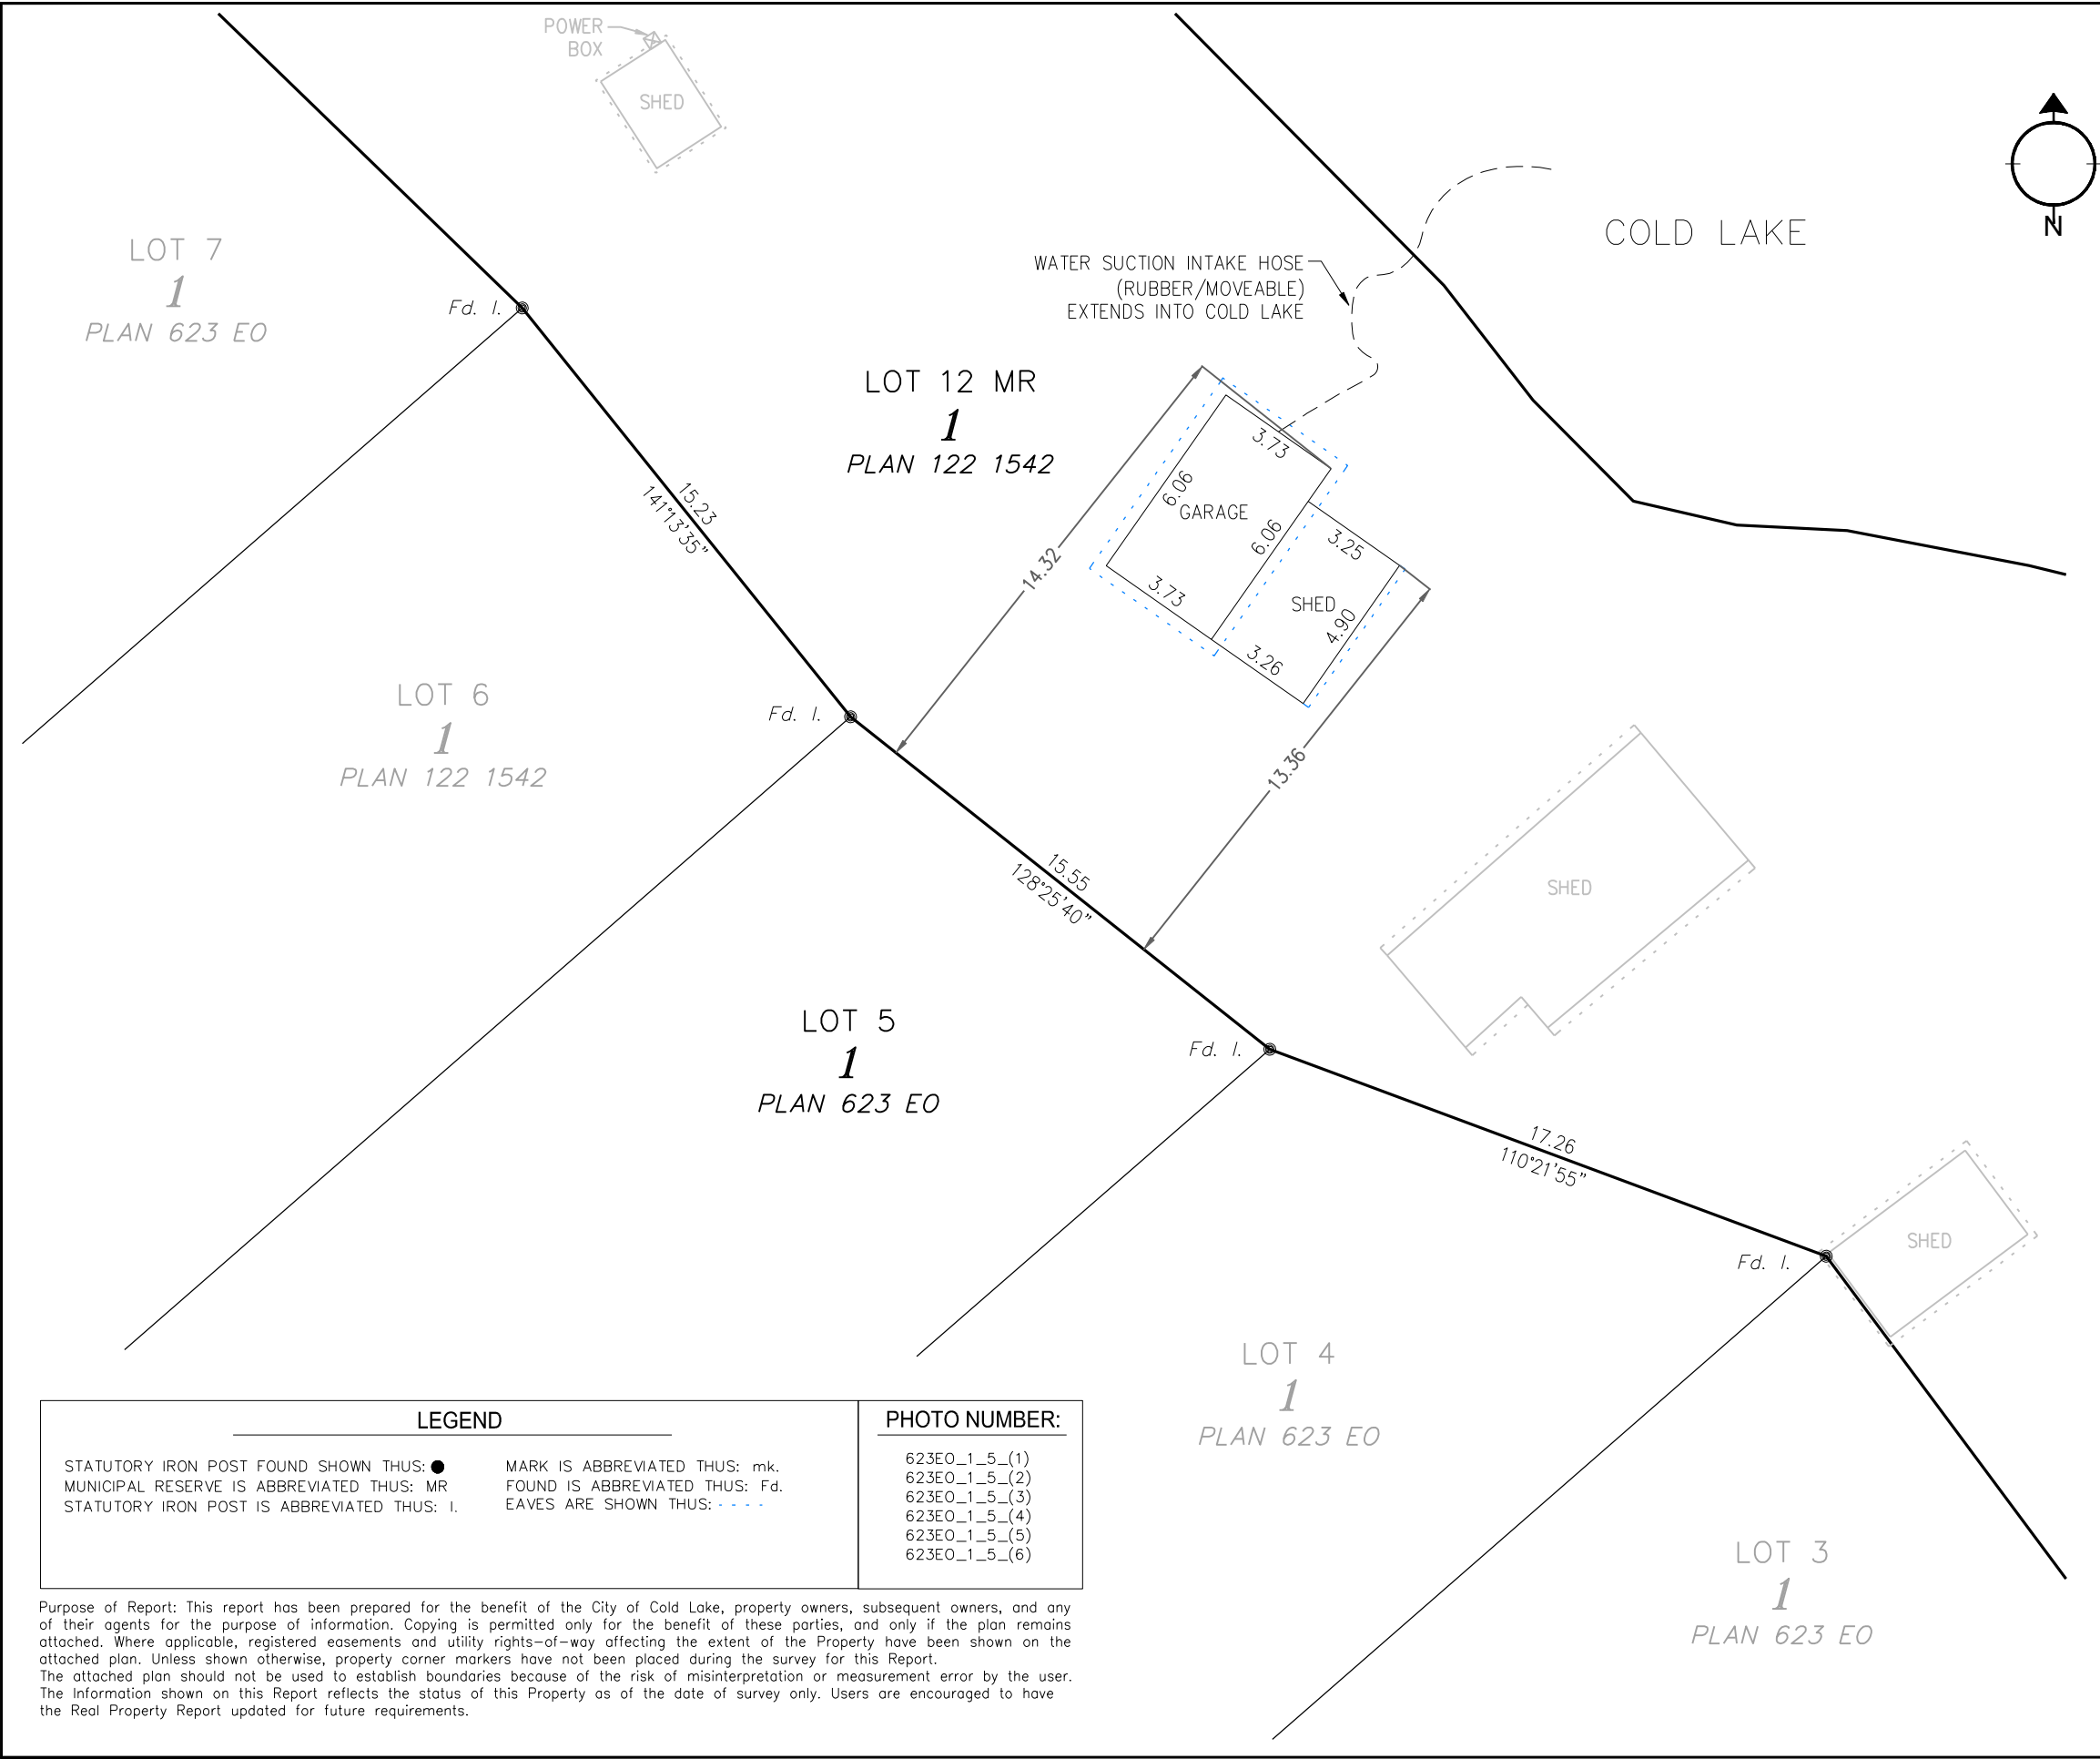 POWER
BOX
SHED
N
COLD LAKE
LOT 7
1
PLAN 623 EO
Fd. I.
WATER SUCTION INTAKE HOSE
(RUBBER/MOVEABLE)
EXTENDS INTO COLD LAKE
LOT 12 MR
1
PLAN 122 1542
15.23
141°13'35"
3.73
6.06
GARAGE
6.06
3.73
14.32
3.25
SHED
4.90
3.26
13.36
LOT 6
1
PLAN 122 1542
Fd. I.
15.55
128°25'40"
SHED
LOT 5
1
PLAN 623 EO
Fd. I.
17.26
110°21'55"
SHED
Fd. I.
LOT 4
1
PLAN 623 EO
LOT 3
1
PLAN 623 EO
LEGEND
STATUTORY IRON POST FOUND SHOWN THUS:
MUNICIPAL RESERVE IS ABBREVIATED THUS: MR
STATUTORY IRON POST IS ABBREVIATED THUS: I.
MARK IS ABBREVIATED THUS: mk.
FOUND IS ABBREVIATED THUS: Fd.
EAVES ARE SHOWN THUS:
PHOTO NUMBER:
623EO_1_5_(1)
623EO_1_5_(2)
623EO_1_5_(3)
623EO_1_5_(4)
623EO_1_5_(5)
623EO_1_5_(6)
Purpose of Report: This report has been prepared for the benefit of the City of Cold Lake, property owners, subsequent owners, and any
of their agents for the purpose of information. Copying is permitted only for the benefit of these parties, and only if the plan remains
attached. Where applicable, registered easements and utility rights-of-way affecting the extent of the Property have been shown on the
attached plan. Unless shown otherwise, property corner markers have not been placed during the survey for this Report.
The attached plan should not be used to establish boundaries because of the risk of misinterpretation or measurement error by the user.
The Information shown on this Report reflects the status of this Property as of the date of survey only. Users are encouraged to have
the Real Property Report updated for future requirements.